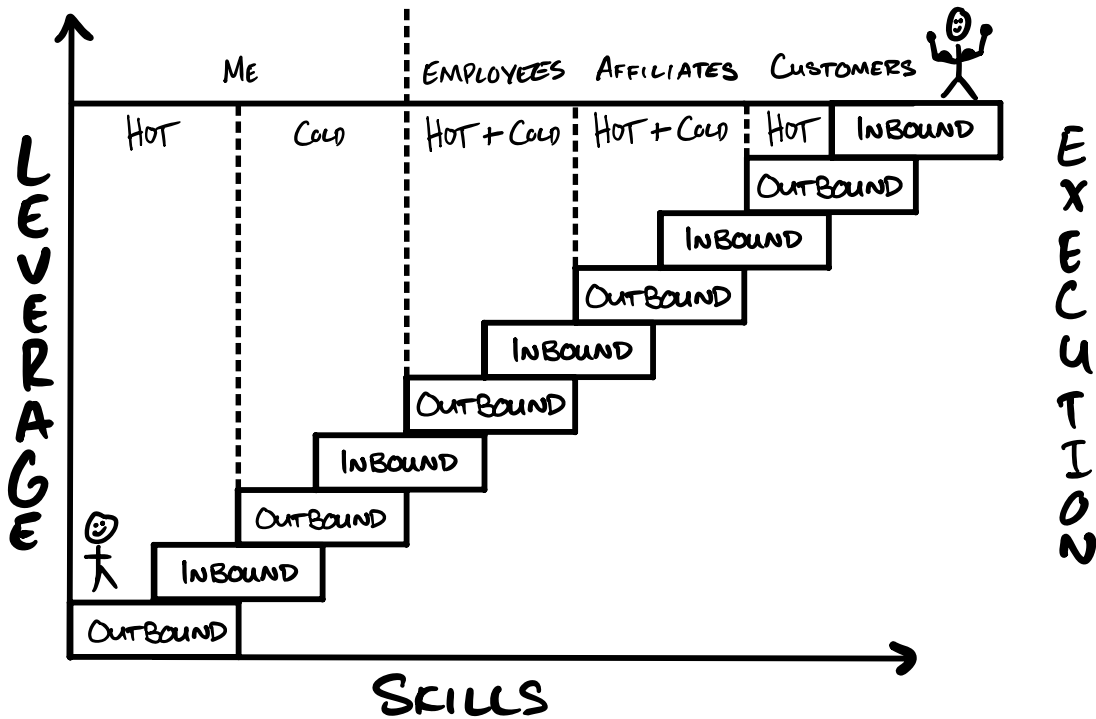 ME EMPLOYEES AFFILIATES CUSTOMERS
HOT COLD HOT + COLD HOT + COLD HOT INBOUND
OUTBOUND
INBOUND
OUTBOUND
INBOUND
OUTBOUND
INBOUND
OUTBOUND
INBOUND
OUTBOUND
LEVERAGE
SKILLS
EXECUTION